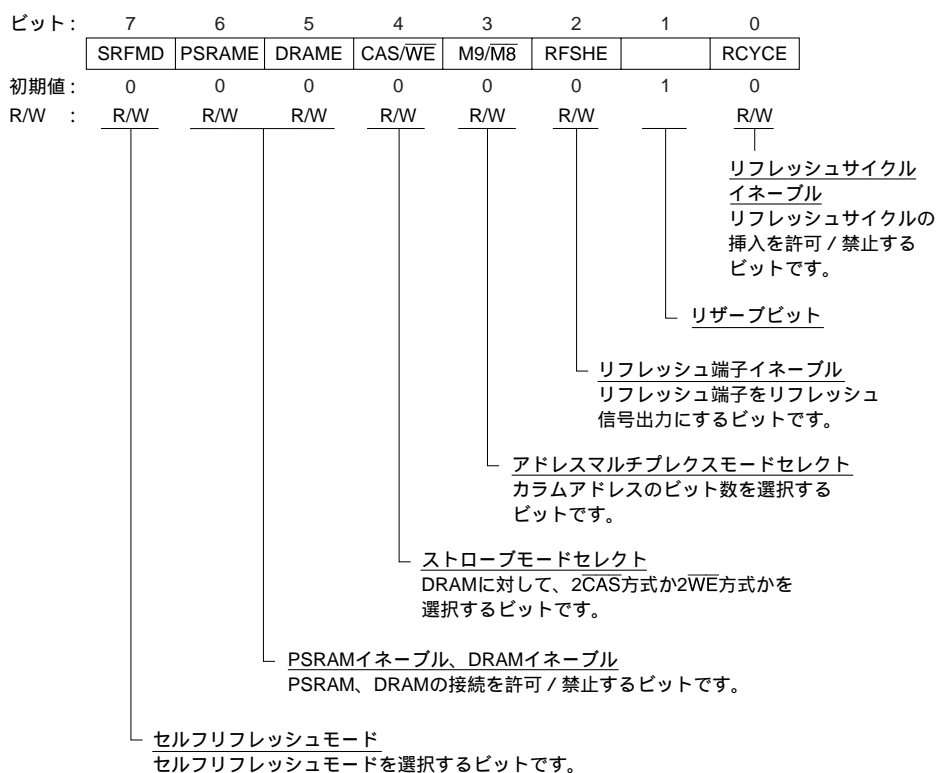 ビット: 7 6 5 4 3 2 1 0
SRFMD PSRAME DRAME CAS/W̅E̅ M9/M̅8̅ RFSHE RCYCE
初期値: 0 0 0 0 0 0 1 0
R/W : R/W R/W R/W R/W R/W R/W R/W
リフレッシュサイクル
イネーブル
リフレッシュサイクルの
挿入を許可/禁止する
ビットです。
リザーブビット
リフレッシュ端子イネーブル
リフレッシュ端子をリフレッシュ
信号出力にするビットです。
アドレスマルチプレクスモードセレクト
カラムアドレスのビット数を選択する
ビットです。
ストローブモードセレクト
DRAMに対して、2C̅A̅S̅方式か2W̅E̅方式かを
選択するビットです。
PSRAMイネーブル、DRAMイネーブル
PSRAM、DRAMの接続を許可/禁止するビットです。
セルフリフレッシュモード
セルフリフレッシュモードを選択するビットです。